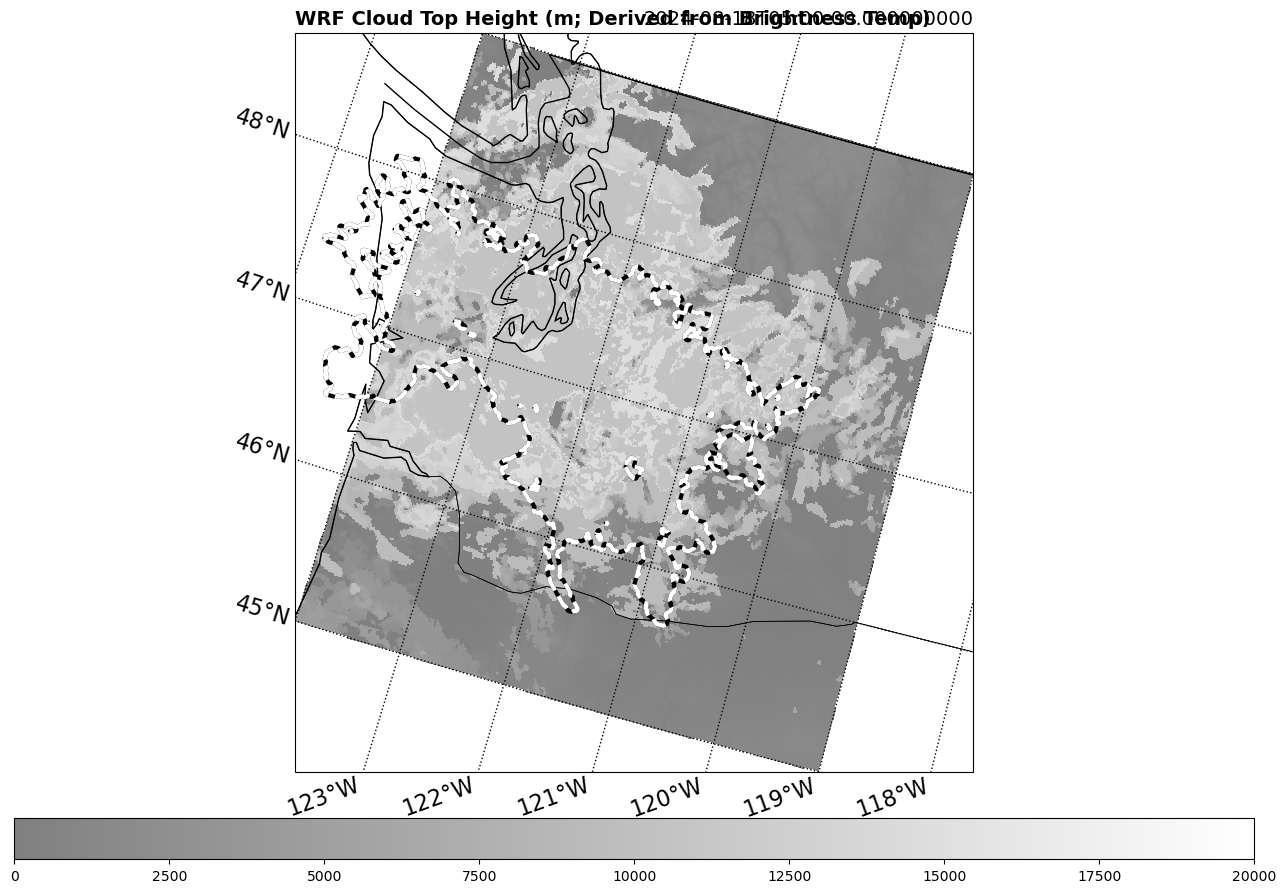 WRF Cloud Top Height (m; Derived from Brightness Temp)
48°N
47°N
46°N
45°N
123°W 122°W 121°W 120°W 119°W 118°W
0 2500 5000 7500 10000 12500 15000 17500 20000